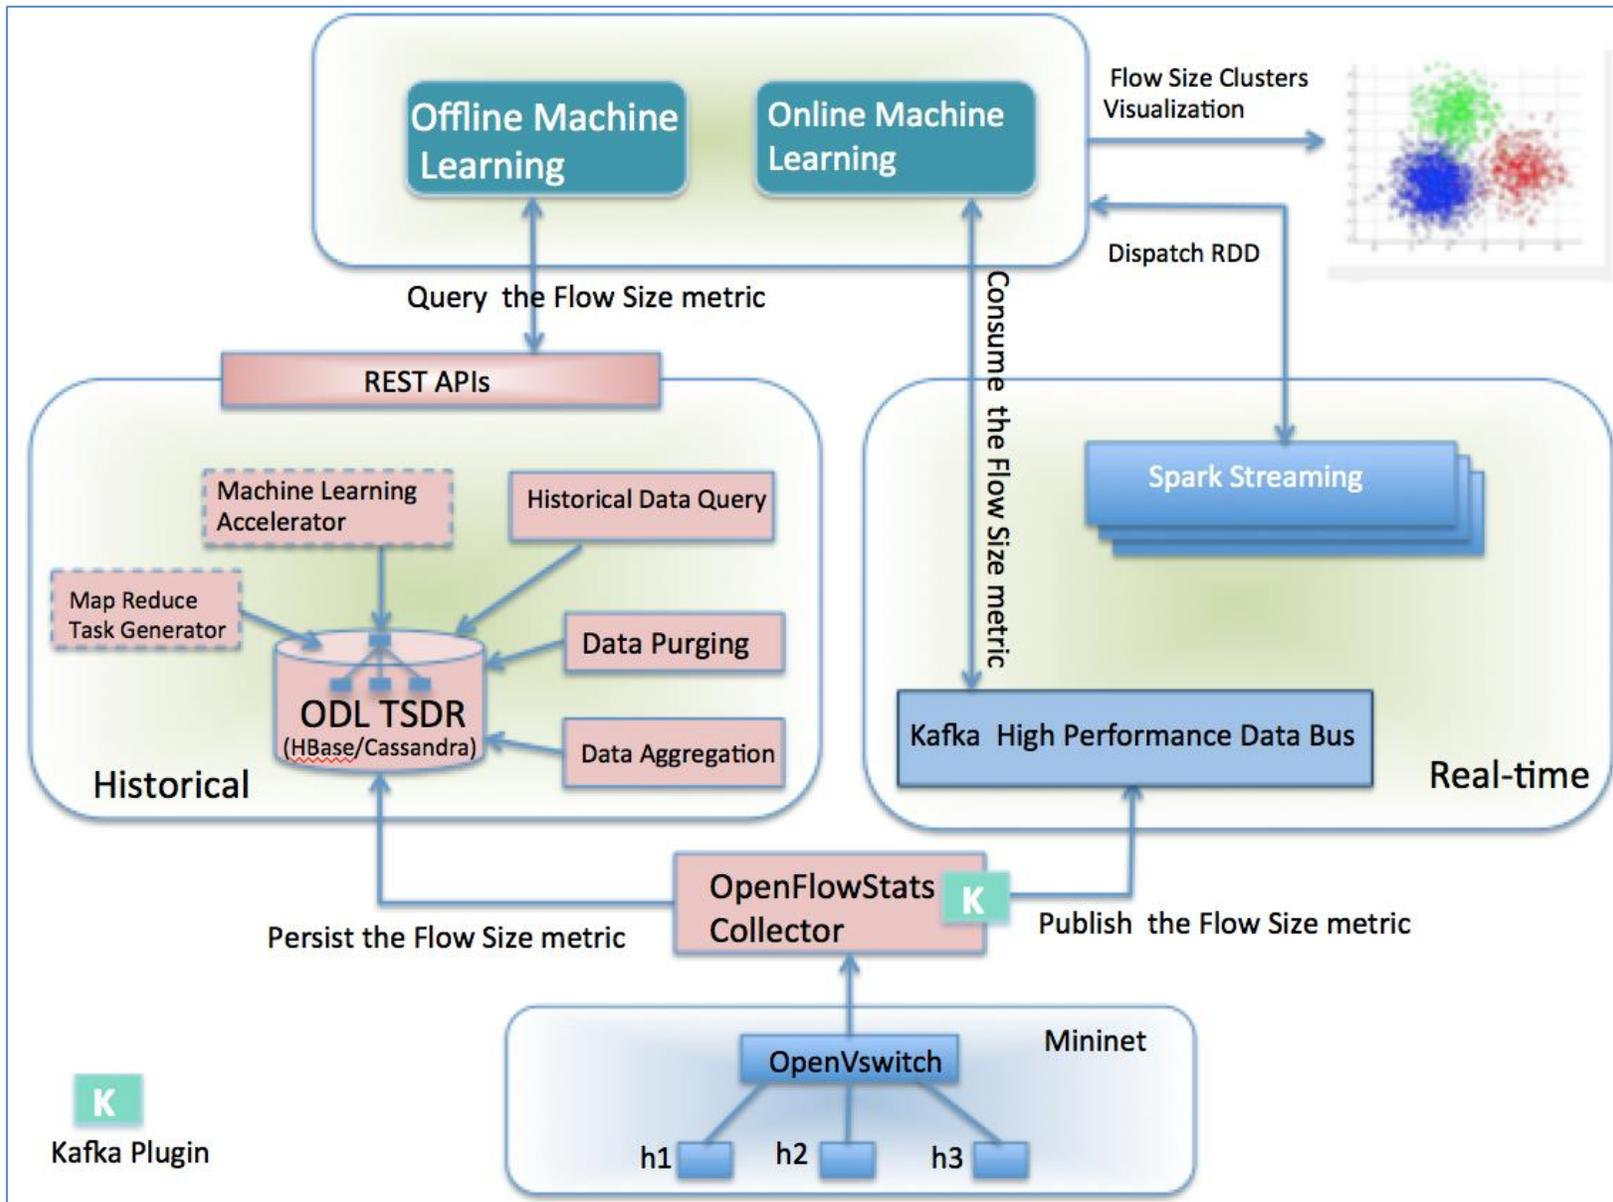 Offline Machine
Learning
Online Machine
Learning
Flow Size Clusters
Visualization
Dispatch RDD
Query the Flow Size metric
Consume the Flow Size metric
REST APIs
Machine Learning
Accelerator
Historical Data Query
Map Reduce
Task Generator
Data Purging
ODL TSDR
(HBase/Cassandra)
Data Aggregation
Historical
Spark Streaming
Kafka High Performance Data Bus
Real-time
OpenFlowStats
Collector
K
Persist the Flow Size metric
Publish the Flow Size metric
Mininet
OpenVswitch
h1
h2
h3
K
Kafka Plugin